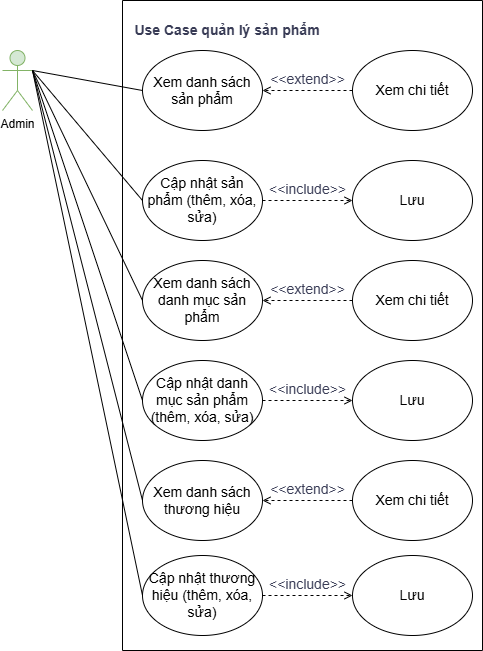 Use Case quản lý sản phẩm
Admin
Xem danh sách
sản phẩm
<<extend>>
Xem chi tiết
Cập nhật sản
phẩm (thêm, xóa,
sửa)
<<include>>
Lưu
Xem danh sách
danh mục sản
phẩm
<<extend>>
Xem chi tiết
Cập nhật danh
mục sản phẩm
(thêm, xóa, sửa)
<<include>>
Lưu
Xem danh sách
thương hiệu
<<extend>>
Xem chi tiết
Cập nhật thương
hiệu (thêm, xóa,
sửa)
<<include>>
Lưu